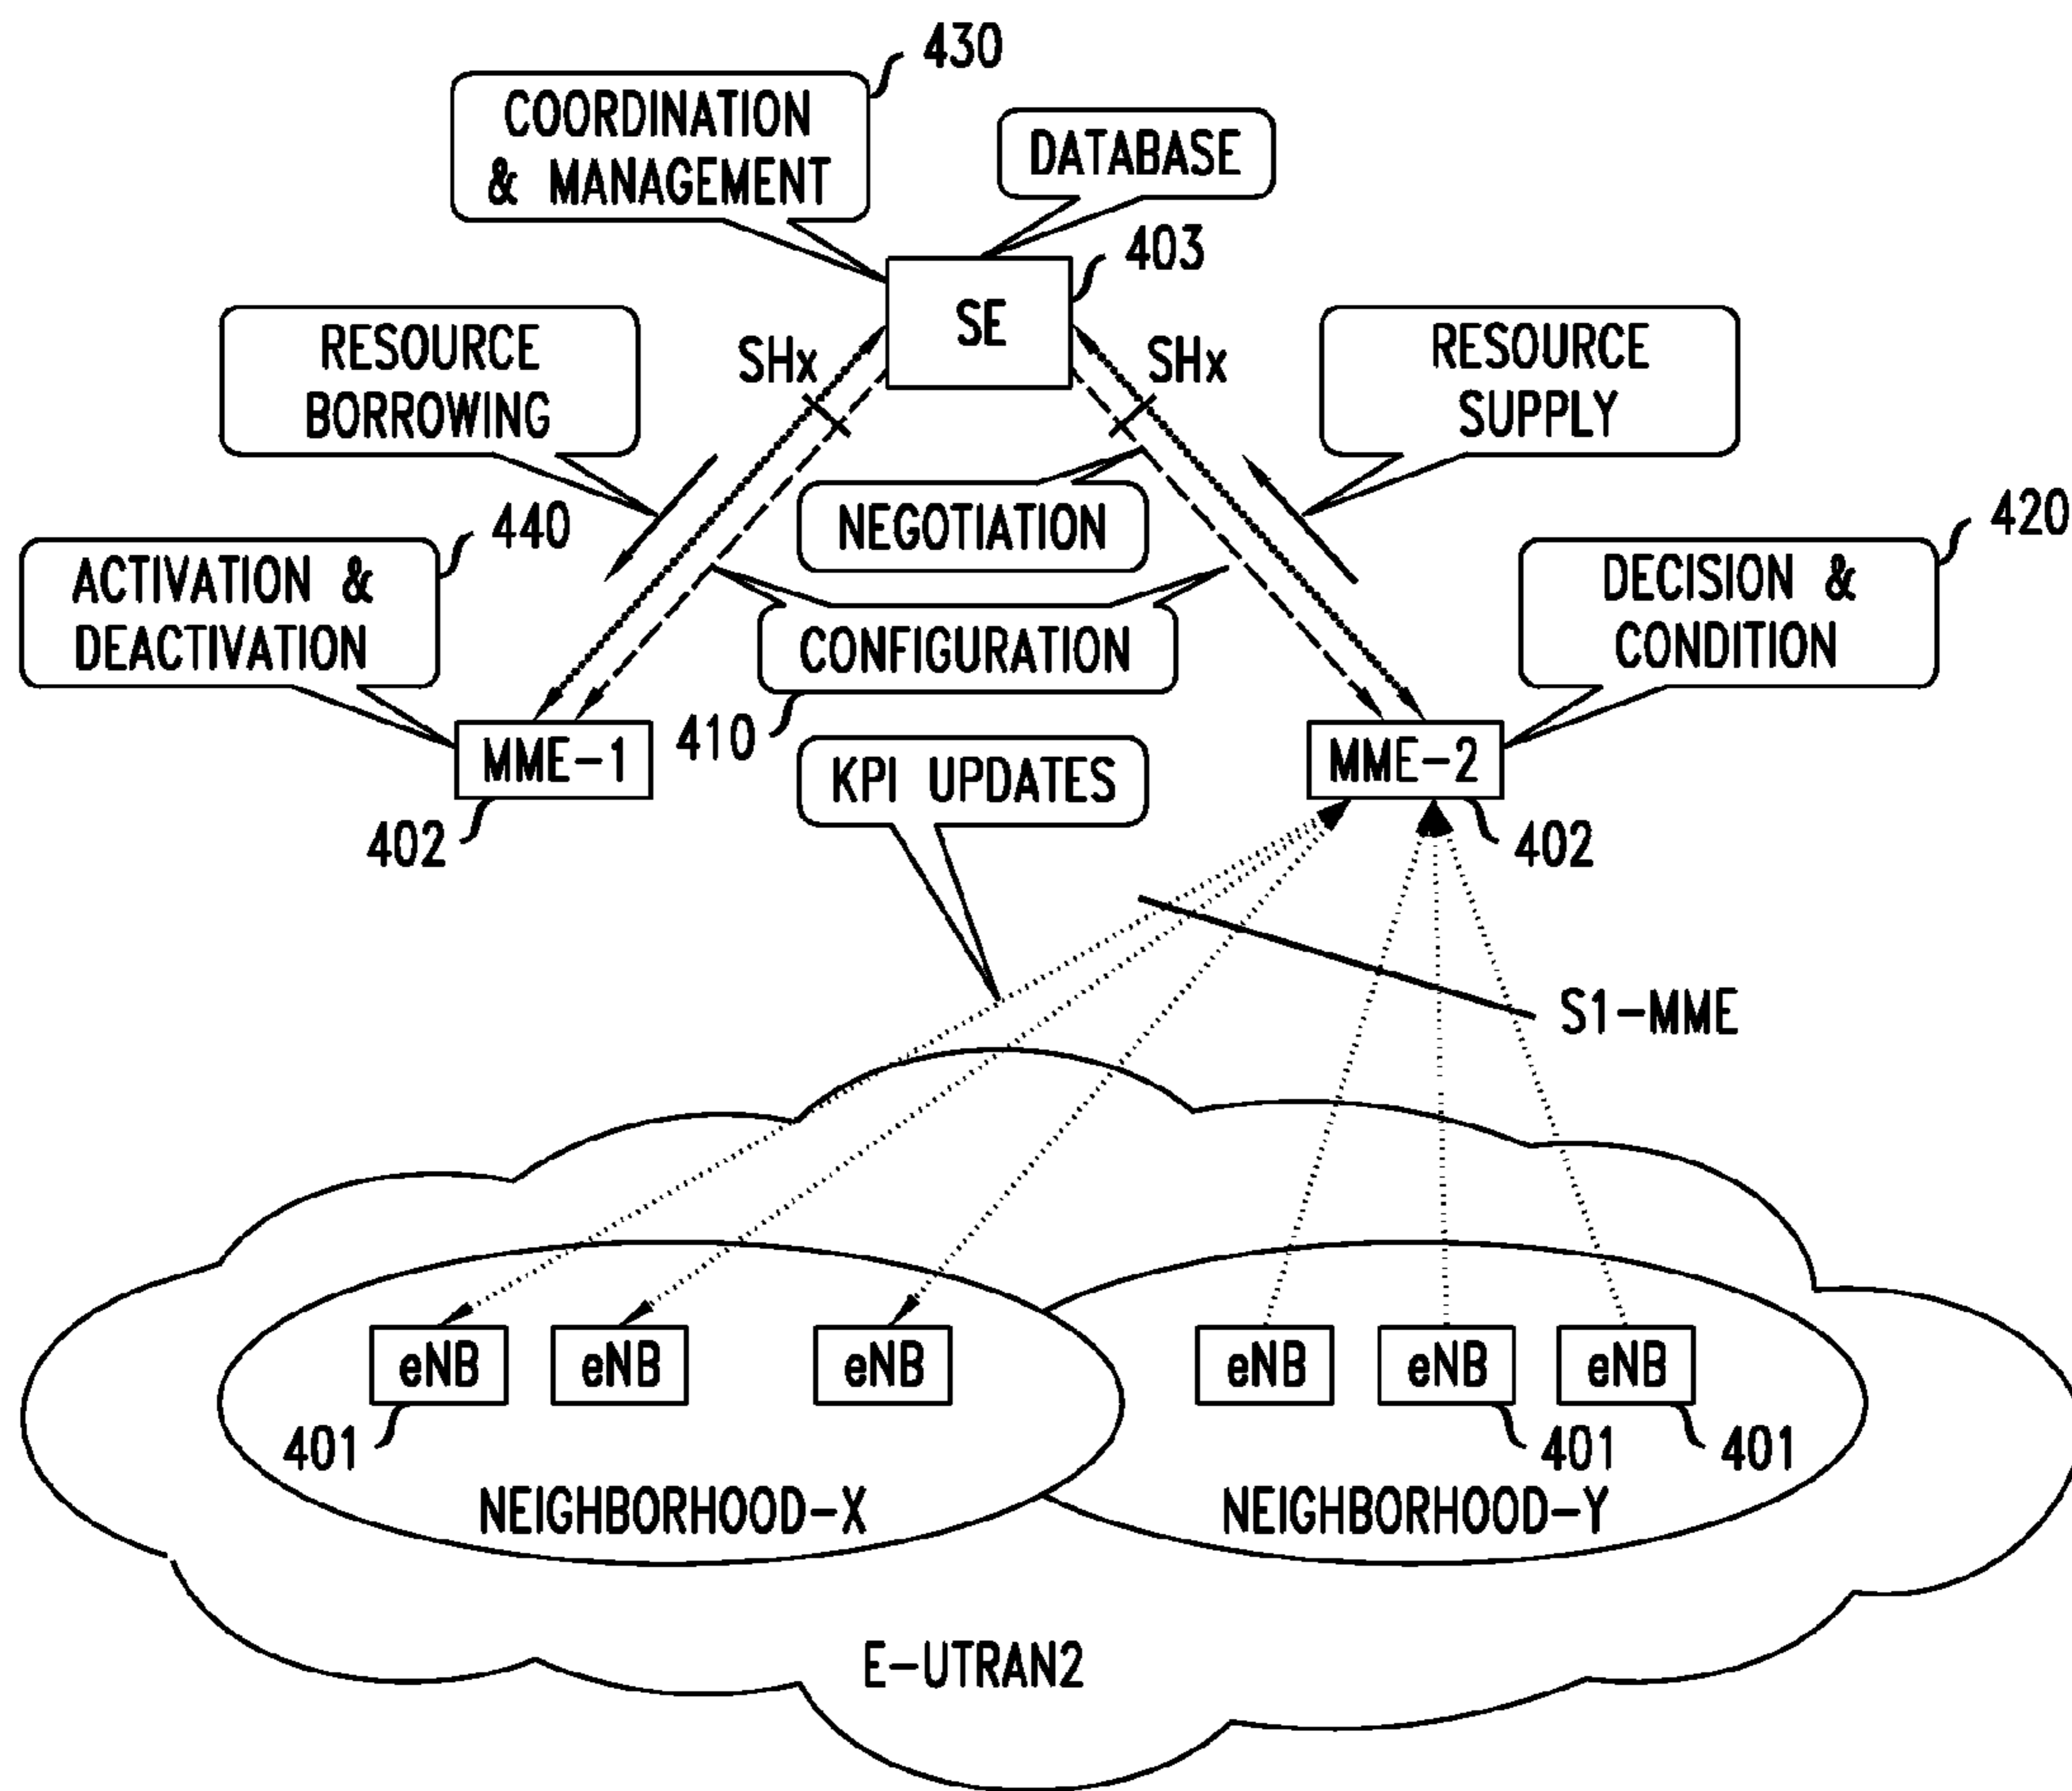 430
COORDINATION
& MANAGEMENT
DATABASE
403
SE
RESOURCE
BORROWING
SHx
SHx
RESOURCE
SUPPLY
440
NEGOTIATION
420
ACTIVATION &
DEACTIVATION
CONFIGURATION
DECISION &
CONDITION
410
MME-1
KPI UPDATES
MME-2
402
402
S1-MME
eNB
eNB
eNB
eNB
eNB
eNB
401
401
401
NEIGHBORHOOD-X
NEIGHBORHOOD-Y
E-UTRAN2